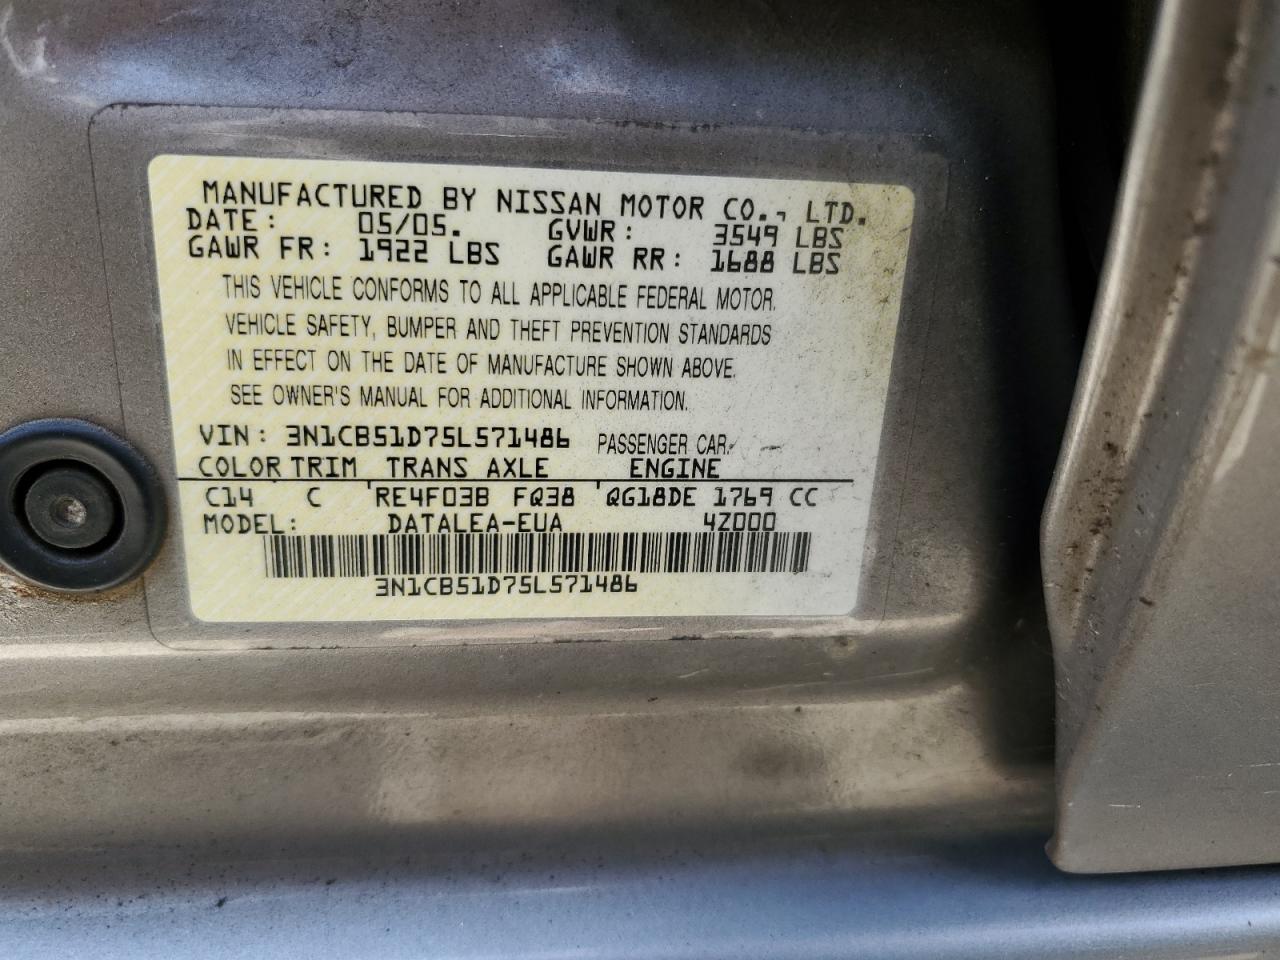 MANUFACTURED BY NISSAN MOTOR CO., LTD.
DATE: 05/05. GVWR: 3549 LBS
GAWR FR: 1922 LBS GAWR RR: 1688 LBS
THIS VEHICLE CONFORMS TO ALL APPLICABLE FEDERAL MOTOR
VEHICLE SAFETY, BUMPER AND THEFT PREVENTION STANDARDS
IN EFFECT ON THE DATE OF MANUFACTURE SHOWN ABOVE.
SEE OWNER'S MANUAL FOR ADDITIONAL INFORMATION.
VIN: 3N1CB51D75L571486 PASSENGER CAR
COLOR TRIM TRANS AXLE ENGINE
C14 C RE4F03B FQ38 QG18DE 1769 CC
MODEL: DATALEA-EUA 4Z000
3N1CB51D75L571486